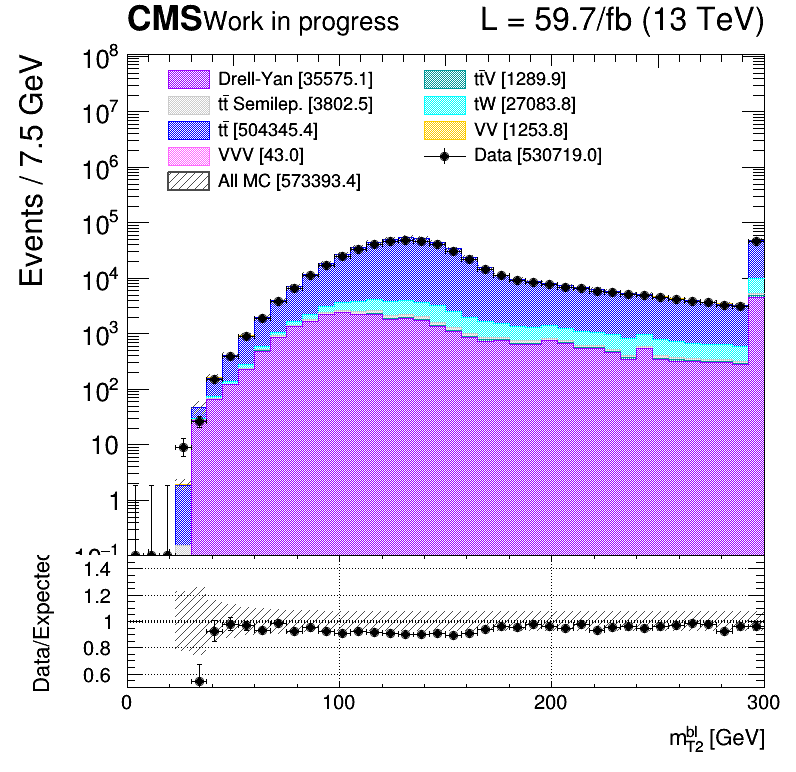 CMS Work in progress L = 59.7/fb (13 TeV)
Events / 7.5 GeV
10⁸
10⁷
10⁶
10⁵
10⁴
10³
10²
10
1
10⁻¹
Drell-Yan [35575.1]
tt̄ Semilep. [3802.5]
tt̄ [504345.4]
VVV [43.0]
All MC [573393.4]
tt̄V [1289.9]
tW [27083.8]
VV [1253.8]
Data [530719.0]
Data/Expected
1.4
1.2
1
0.8
0.6
0 100 200 300
m_{T2}^{bl} [GeV]